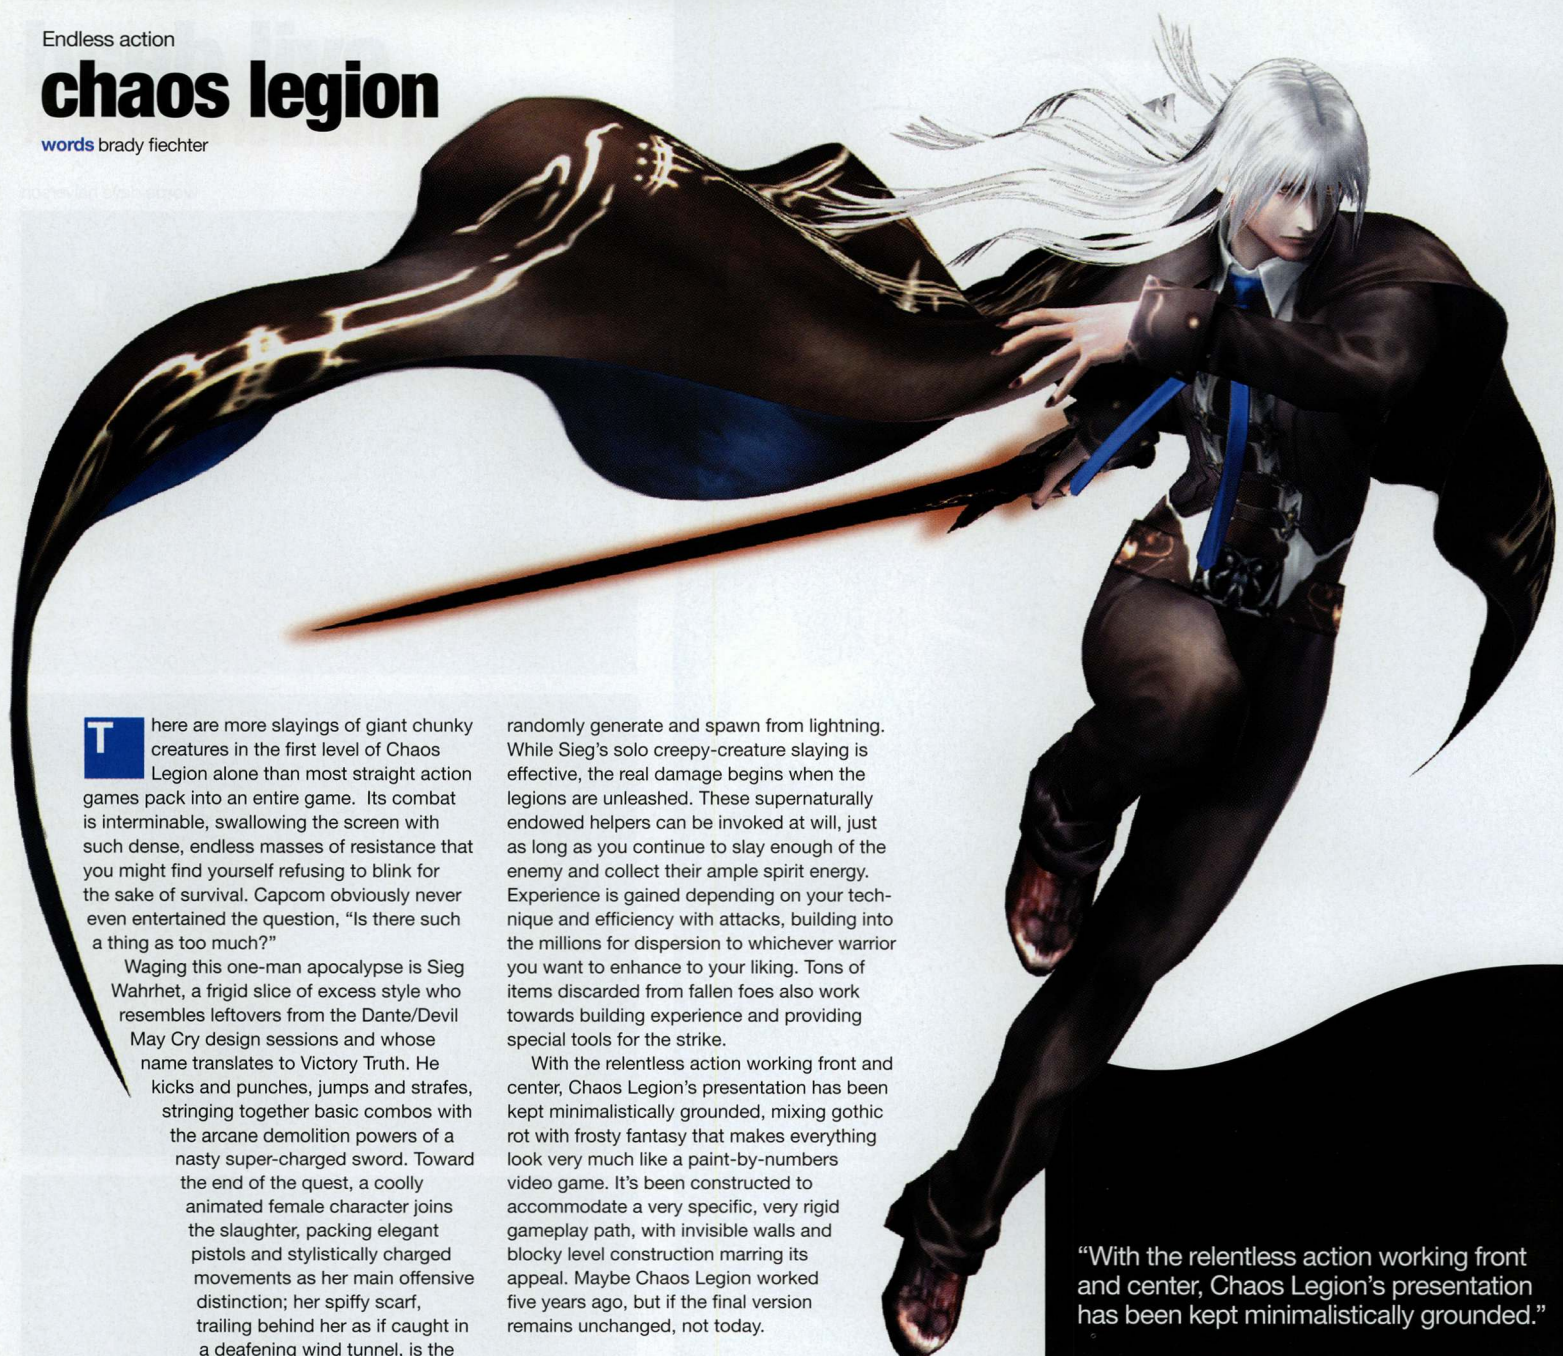 Endless action
chaos legion
words brady fiechter
There are more slayings of giant chunky
creatures in the first level of Chaos
Legion alone than most straight action
games pack into an entire game.  Its combat
is interminable, swallowing the screen with
such dense, endless masses of resistance that
you might find yourself refusing to blink for
the sake of survival. Capcom obviously never
even entertained the question, “Is there such
a thing as too much?”
Waging this one-man apocalypse is Sieg
Wahrhet, a frigid slice of excess style who
resembles leftovers from the Dante/Devil
May Cry design sessions and whose
name translates to Victory Truth. He
kicks and punches, jumps and strafes,
stringing together basic combos with
the arcane demolition powers of a
nasty super-charged sword. Toward
the end of the quest, a coolly
animated female character joins
the slaughter, packing elegant
pistols and stylistically charged
movements as her main offensive
distinction; her spiffy scarf,
trailing behind her as if caught in
a deafening wind tunnel, is the
randomly generate and spawn from lightning.
While Sieg’s solo creepy-creature slaying is
effective, the real damage begins when the
legions are unleashed. These supernaturally
endowed helpers can be invoked at will, just
as long as you continue to slay enough of the
enemy and collect their ample spirit energy.
Experience is gained depending on your tech-
nique and efficiency with attacks, building into
the millions for dispersion to whichever warrior
you want to enhance to your liking. Tons of
items discarded from fallen foes also work
towards building experience and providing
special tools for the strike.
With the relentless action working front and
center, Chaos Legion’s presentation has been
kept minimalistically grounded, mixing gothic
rot with frosty fantasy that makes everything
look very much like a paint-by-numbers
video game. It’s been constructed to
accommodate a very specific, very rigid
gameplay path, with invisible walls and
blocky level construction marring its
appeal. Maybe Chaos Legion worked
five years ago, but if the final version
remains unchanged, not today.
“With the relentless action working front
and center, Chaos Legion’s presentation
has been kept minimalistically grounded.”